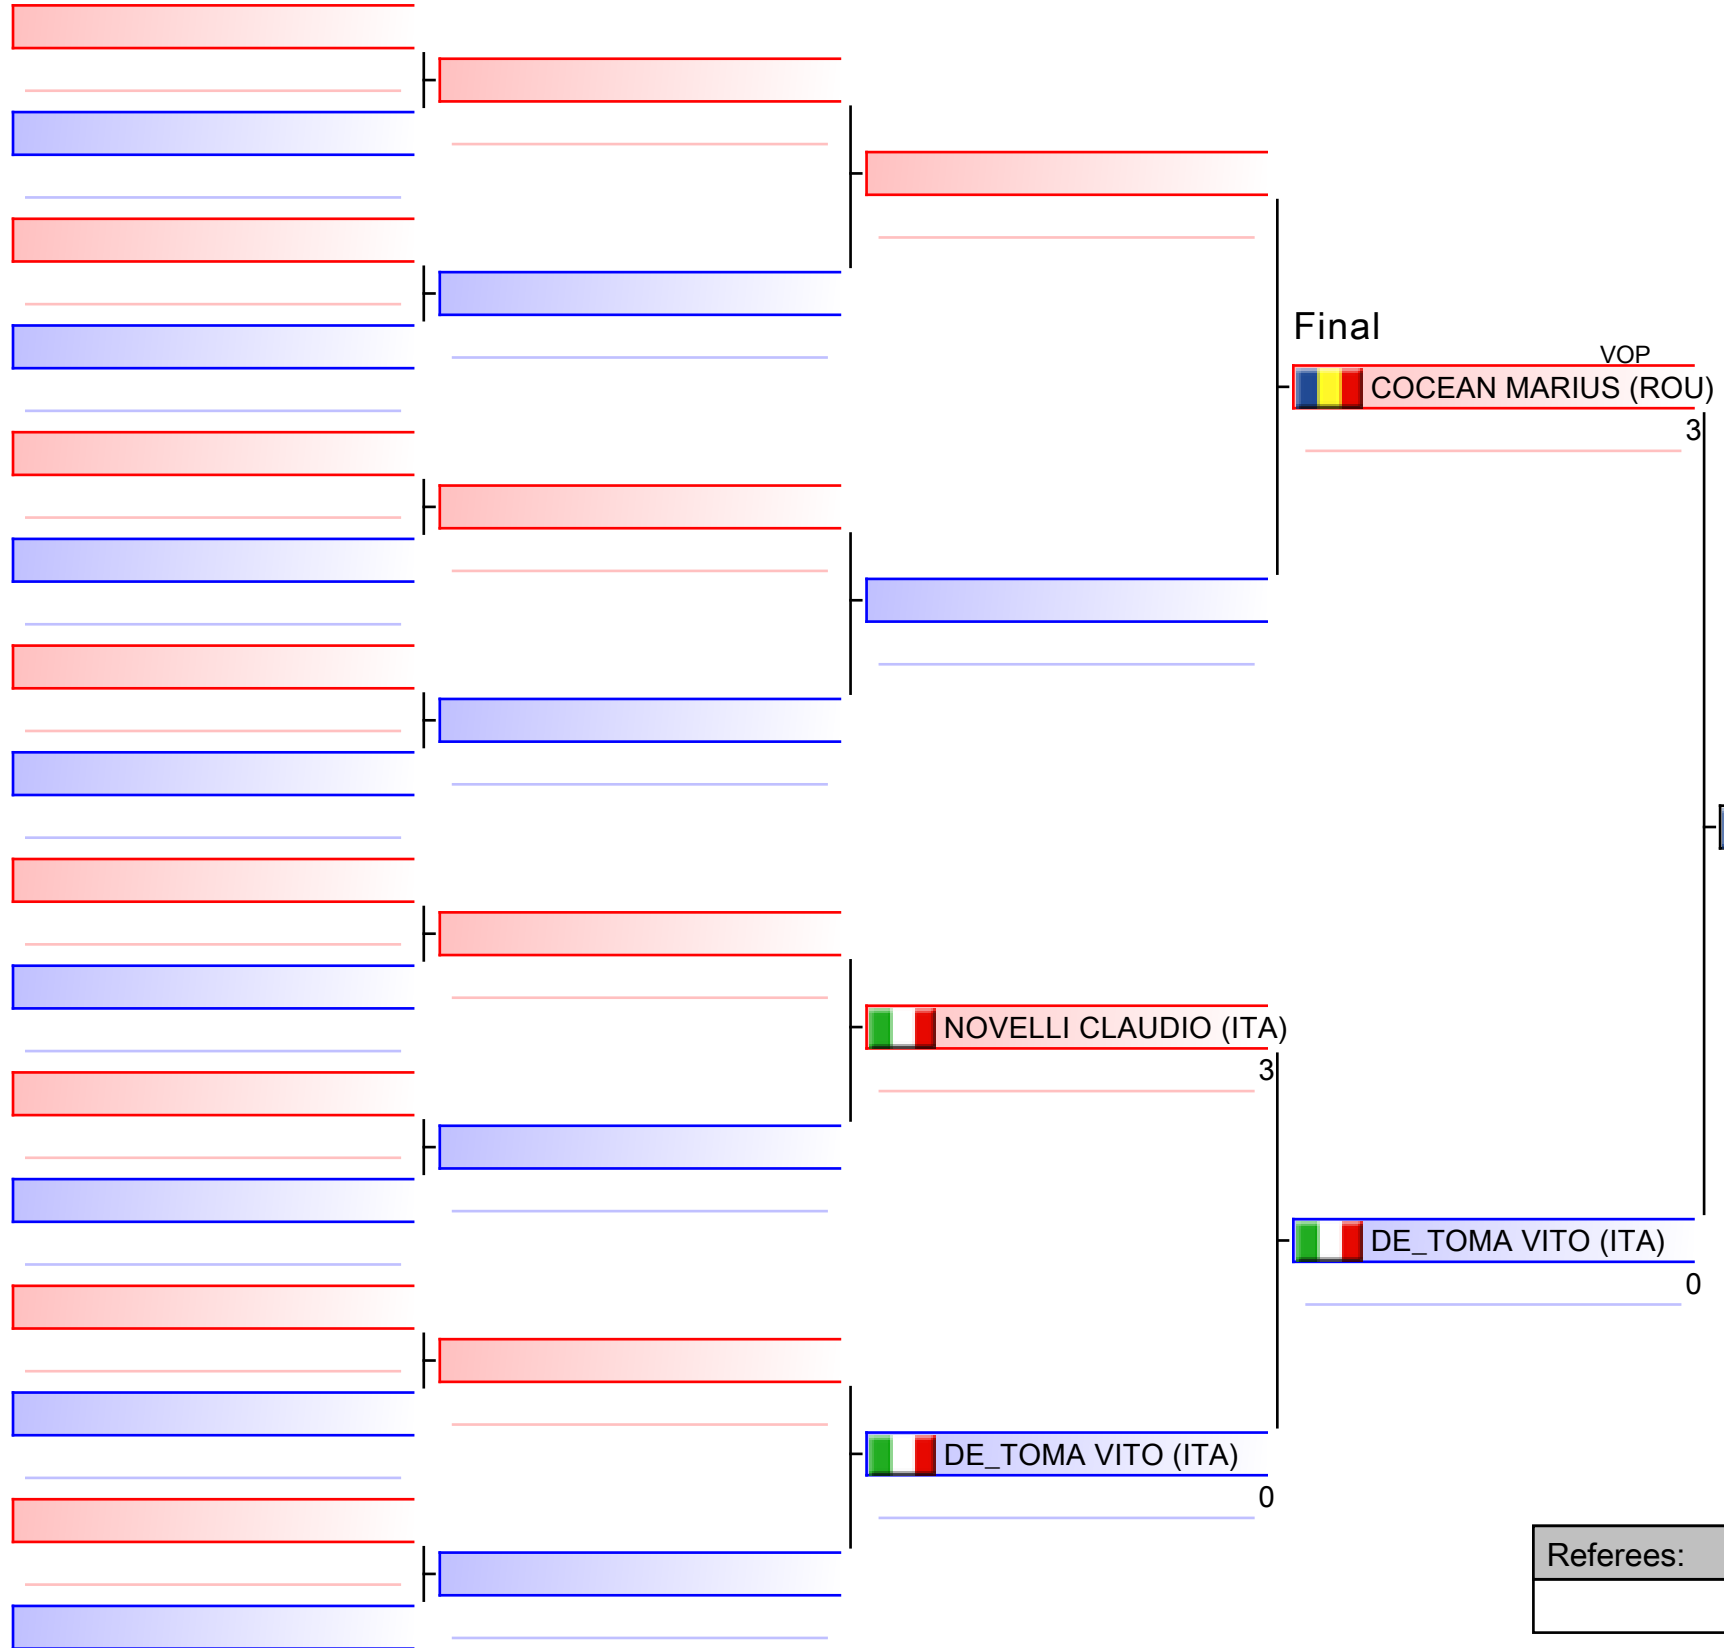 Final
VOP
COCEAN MARIUS (ROU)
3
NOVELLI CLAUDIO (ITA)
3
DE_TOMA VITO (ITA)
0
DE_TOMA VITO (ITA)
0
Referees: